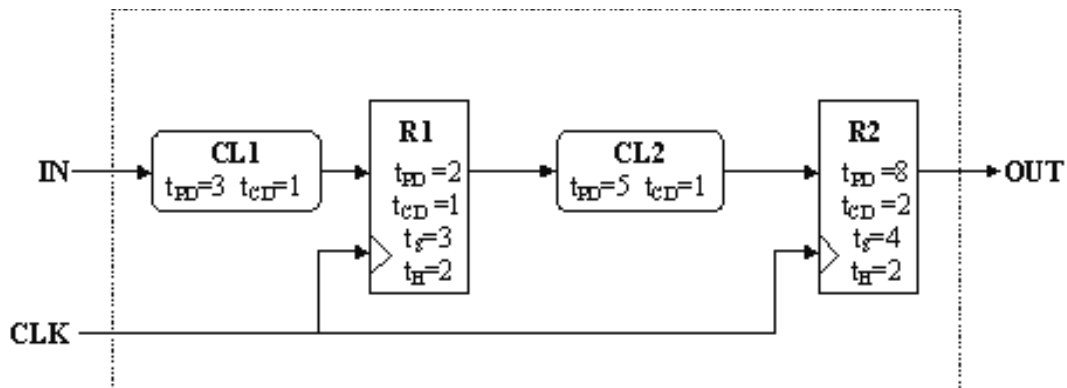 IN
CL1
tPD=3 tCD=1
R1
tPD=2
tCD=1
tS=3
tH=2
CL2
tPD=5 tCD=1
R2
tPD=8
tCD=2
tS=4
tH=2
OUT
CLK